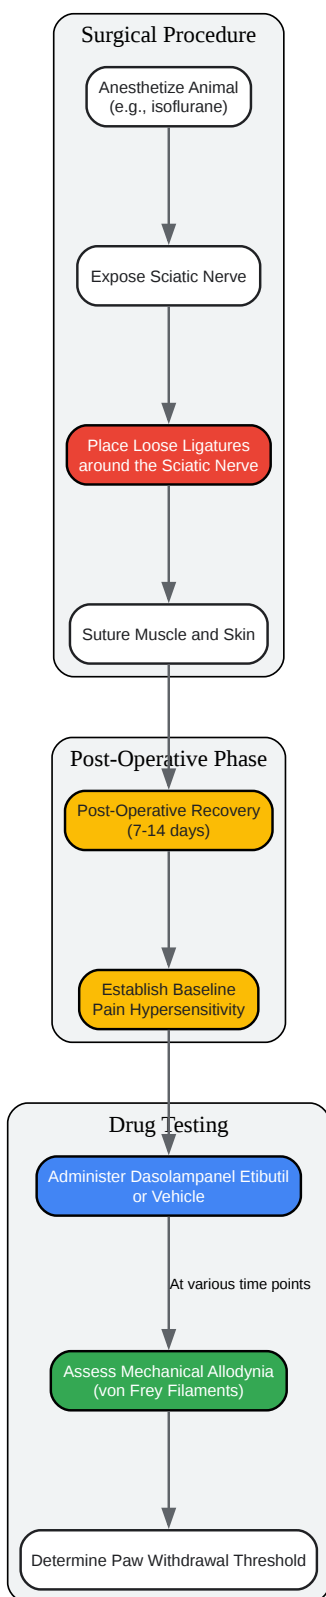 Surgical Procedure
Anesthetize Animal
(e.g., isoflurane)
Expose Sciatic Nerve
Place Loose Ligatures
around the Sciatic Nerve
Suture Muscle and Skin
Post-Operative Phase
Post-Operative Recovery
(7-14 days)
Establish Baseline
Pain Hypersensitivity
Drug Testing
Administer Dasolampanel Etibutil
or Vehicle
At various time points
Assess Mechanical Allodynia
(von Frey Filaments)
Determine Paw Withdrawal Threshold